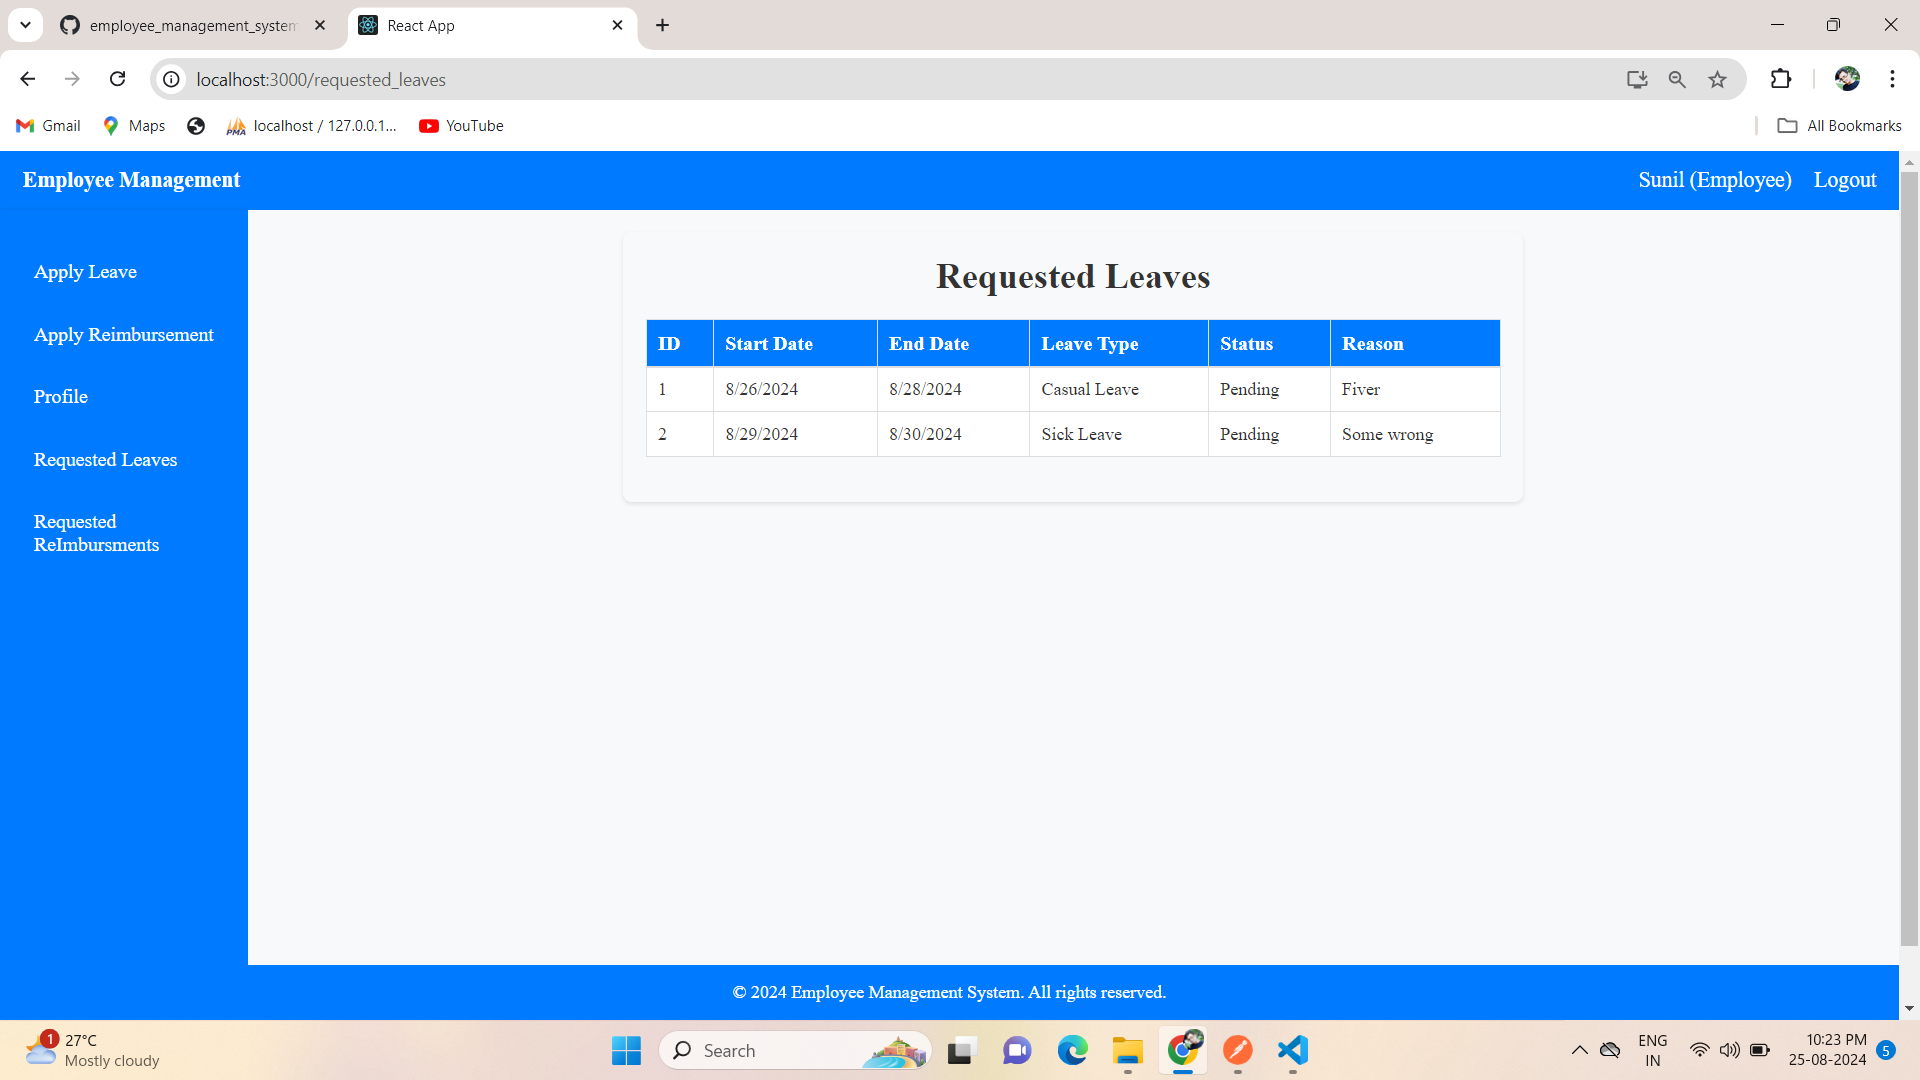 employee_management_system
React App
localhost:3000/requested_leaves
Gmail
Maps
PMA
localhost / 127.0.0.1...
YouTube
All Bookmarks
Employee Management
Sunil (Employee)
Logout
Apply Leave
Apply Reimbursement
Profile
Requested Leaves
Requested
ReImbursments
Requested Leaves
ID Start Date End Date Leave Type Status Reason
1 8/26/2024 8/28/2024 Casual Leave Pending Fiver
2 8/29/2024 8/30/2024 Sick Leave Pending Some wrong
© 2024 Employee Management System. All rights reserved.
1
27°C
Mostly cloudy
Search
ENG
IN
10:23 PM
25-08-2024
5